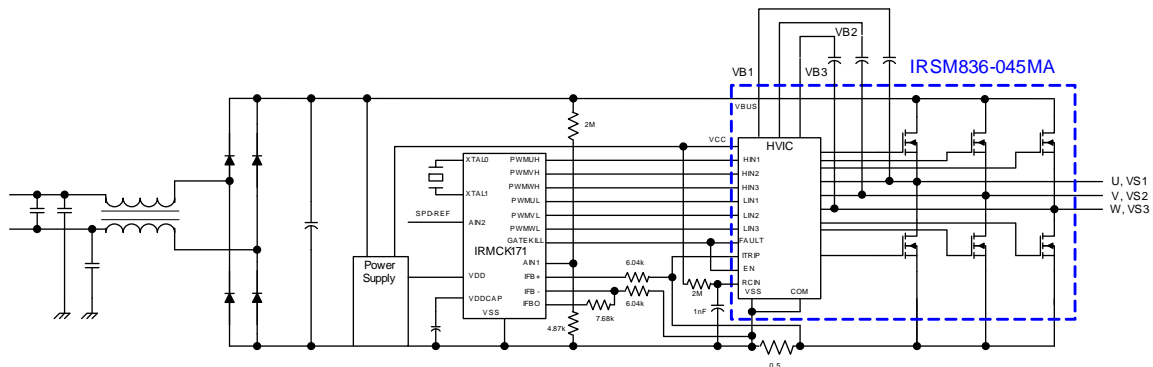 VB2
VB1
VB3
IRSM836-045MA
VBUS
2M
VCC
HVIC
XTAL0
PWMUH
HIN1
PWMVH
HIN2
U, VS1
XTAL1
PWMWH
HIN3
V, VS2
PWMUL
LIN1
W, VS3
SPD-REF
AIN2
PWMVL
LIN2
PWMWL
LIN3
GATEKILL
FAULT
IRMCK171
ITRIP
Power
Supply
AIN1
6.04k
EN
VDD
IFB+
RCIN
IFB -
2M
6.04k
VSS
COM
VDDCAP
IFBO
7.68k
1nF
VSS
4.87k
0.5